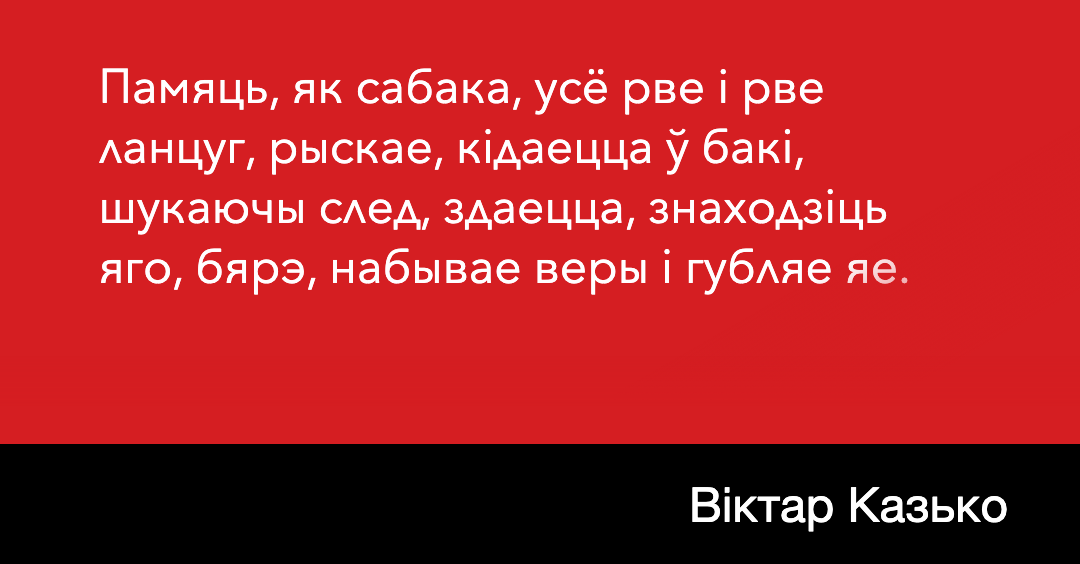 Памяць, як сабака, усё рве і рве
ланцуг, рыскае, кідаецца ў бакі,
шукаючы след, здаецца, знаходзіць
яго, бярэ, набывае веры і губляе яе.
Віктар Казько